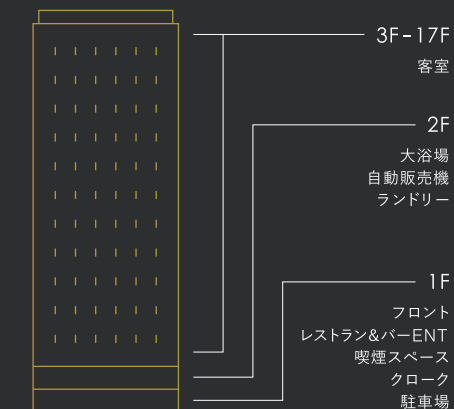 3F-17F
客室
2F
大浴場
自動販売機
ランドリー
1F
フロント
レストラン&バーENT
喫煙スペース
クローク
駐車場